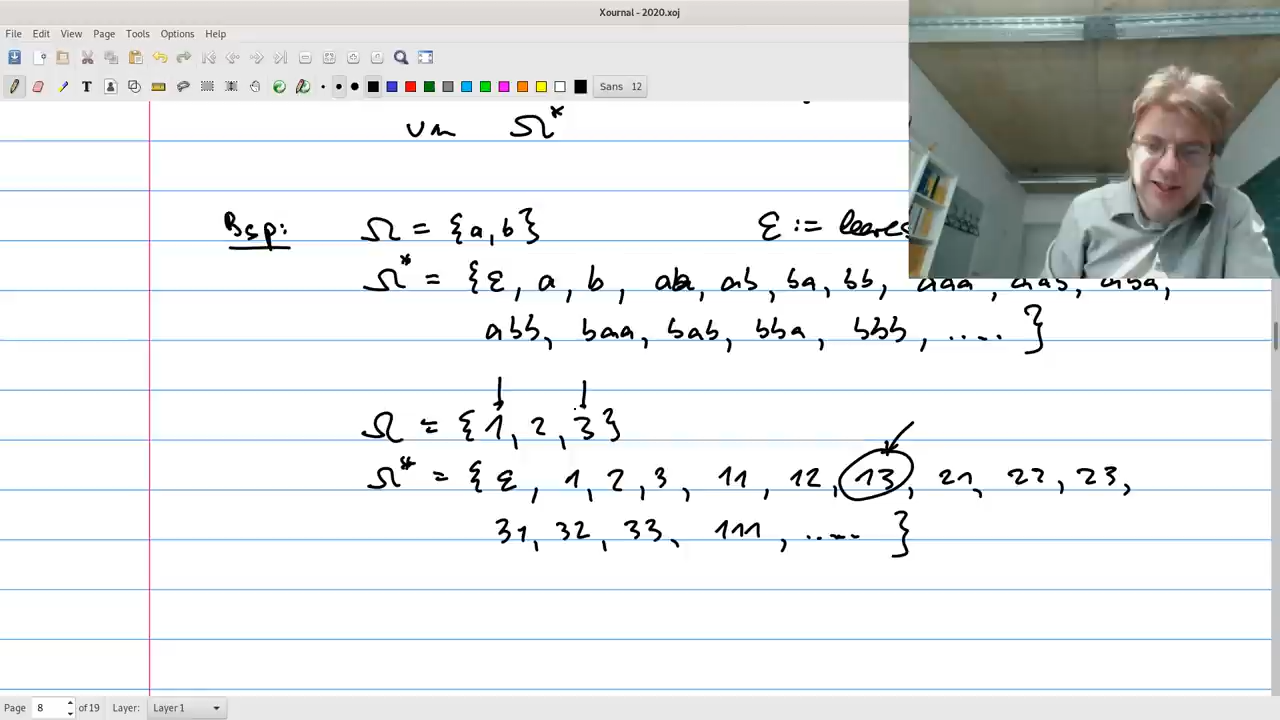 Xournal - 2020.xoj
File Edit View Page Tools Options Help
Sans 12
um Ω*
Bsp: Ω = {a,b} ε := leeres
Ω* = {ε, a, b, aa, ab, ba, bb, aaa, aab, aba,
abb, baa, bab, bba, bbb, ..... }
Ω = {1, 2, 3}
Ω* = {ε, 1, 2, 3, 11, 12, 13, 21, 22, 23,
31, 32, 33, 111, ..... }
Page 8 of 19 Layer: Layer 1